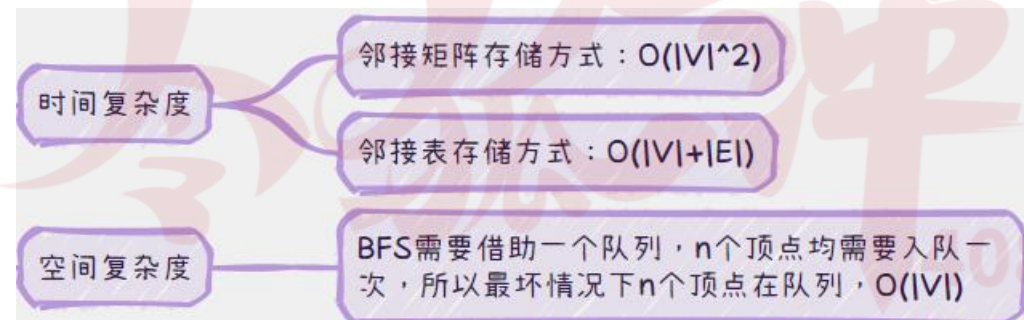 时间复杂度
邻接矩阵存储方式：O(|V|^2)
邻接表存储方式：O(|V|+|E|)
空间复杂度
BFS需要借助一个队列，n个顶点均需要入队一
次，所以最坏情况下n个顶点在队列，O(|V|)